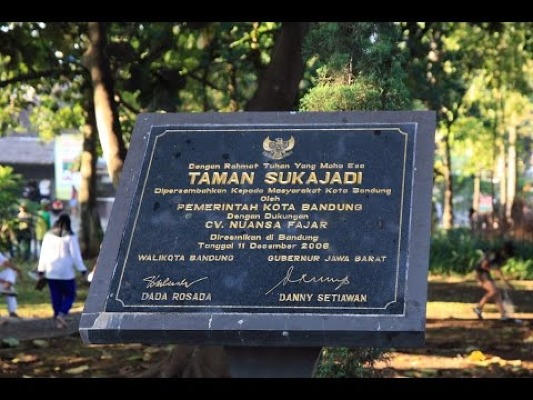 Dengan Rahmat Tuhan Yang Maha Esa
TAMAN SUKAJADI
Dipersembahkan Kepada Masyarakat Kota Bandung
Oleh
PEMERINTAH KOTA BANDUNG
Dengan Dukungan
CV. NUANSA FAJAR
Diresmikan di Bandung
Tanggal 11 Desember 2006
WALIKOTA BANDUNG GUBERNUR JAWA BARAT
DADA ROSADA DANNY SETIAWAN